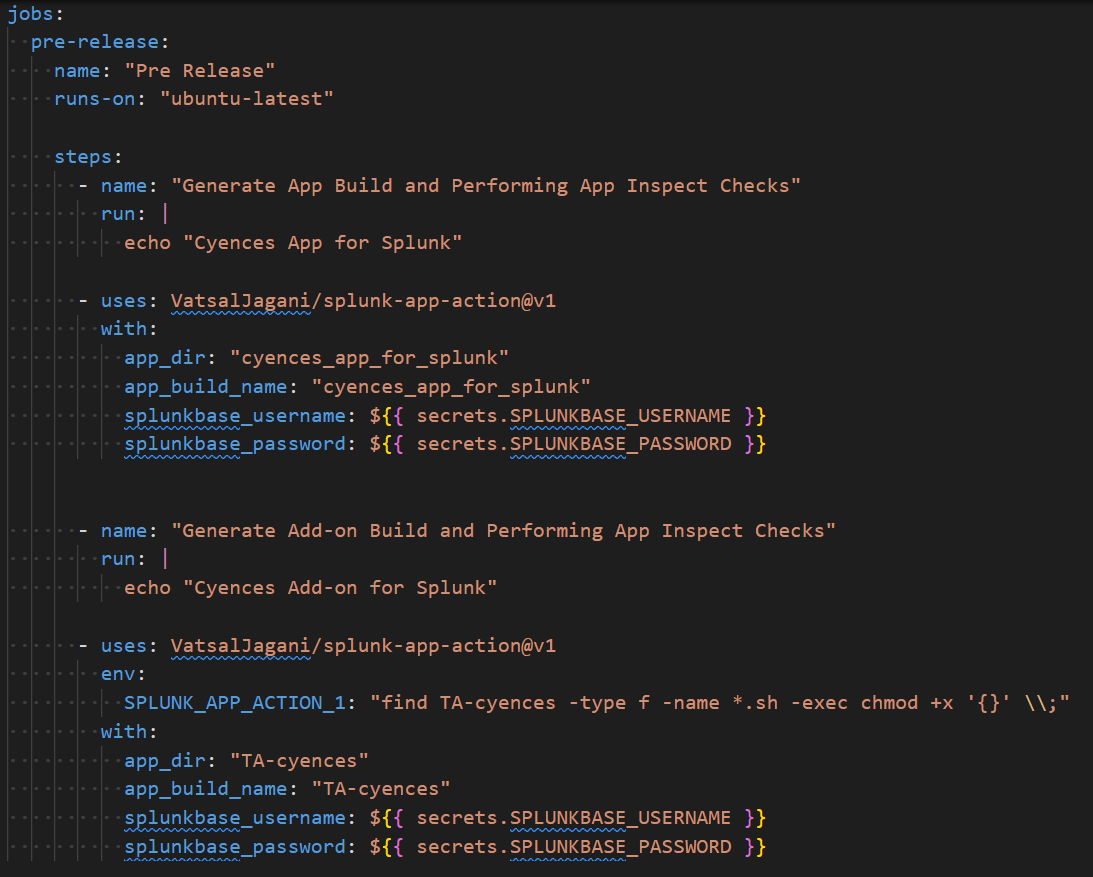 jobs:
  pre-release:
    name: "Pre Release"
    runs-on: "ubuntu-latest"

    steps:
      - name: "Generate App Build and Performing App Inspect Checks"
        run: |
          echo "Cyences App for Splunk"

      - uses: VatsalJagani/splunk-app-action@v1
        with:
          app_dir: "cyences_app_for_splunk"
          app_build_name: "cyences_app_for_splunk"
          splunkbase_username: ${{ secrets.SPLUNKBASE_USERNAME }}
          splunkbase_password: ${{ secrets.SPLUNKBASE_PASSWORD }}


      - name: "Generate Add-on Build and Performing App Inspect Checks"
        run: |
          echo "Cyences Add-on for Splunk"

      - uses: VatsalJagani/splunk-app-action@v1
        env:
          SPLUNK_APP_ACTION_1: "find TA-cyences -type f -name *.sh -exec chmod +x '{}' \\;"
        with:
          app_dir: "TA-cyences"
          app_build_name: "TA-cyences"
          splunkbase_username: ${{ secrets.SPLUNKBASE_USERNAME }}
          splunkbase_password: ${{ secrets.SPLUNKBASE_PASSWORD }}